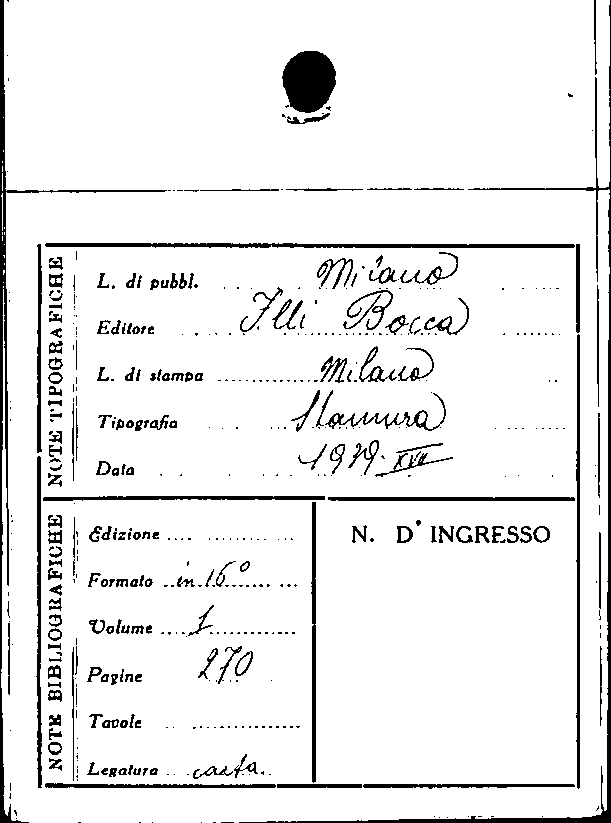 NOTE TIPOGRAFICHE
L. di pubbl. Milano
Editore F.lli Bocca
L. di stampa Milano
Tipografia Stamura
Data 1939. XVII
NOTE BIBLIOGRAFICHE
Edizione
Formato in 16°
Volume 1
Pagine 270
Tavole
Legatura carta.
N. D' INGRESSO